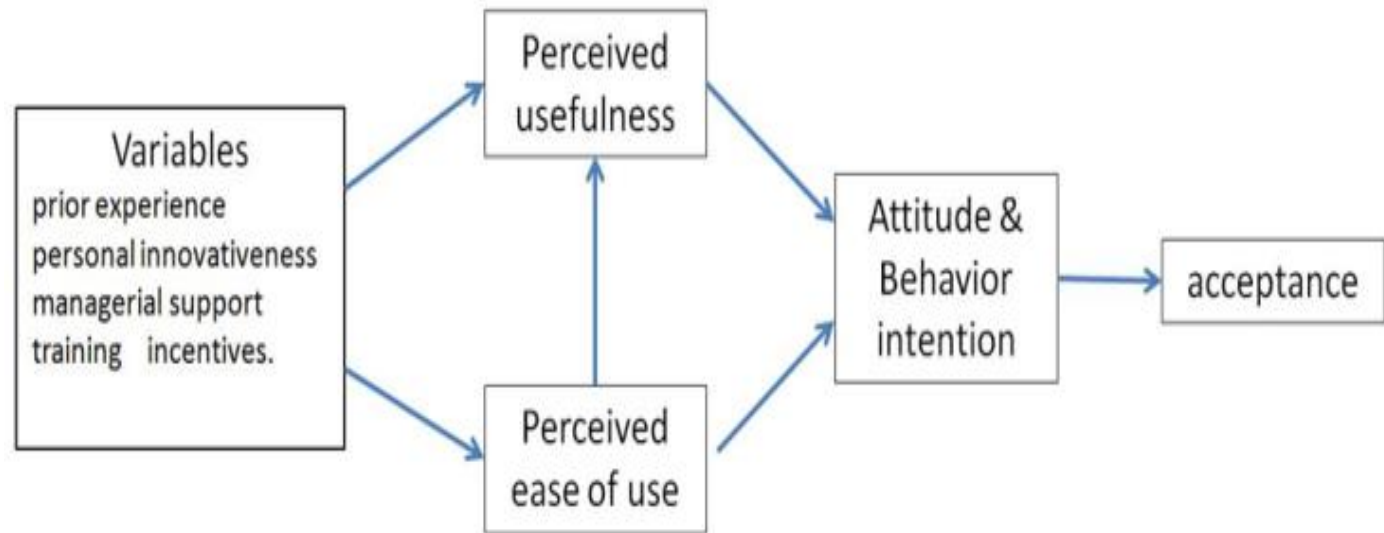 Variables
prior experience
personal innovativeness
managerial support
training incentives.
Perceived
usefulness
Perceived
ease of use
Attitude &
Behavior
intention
acceptance